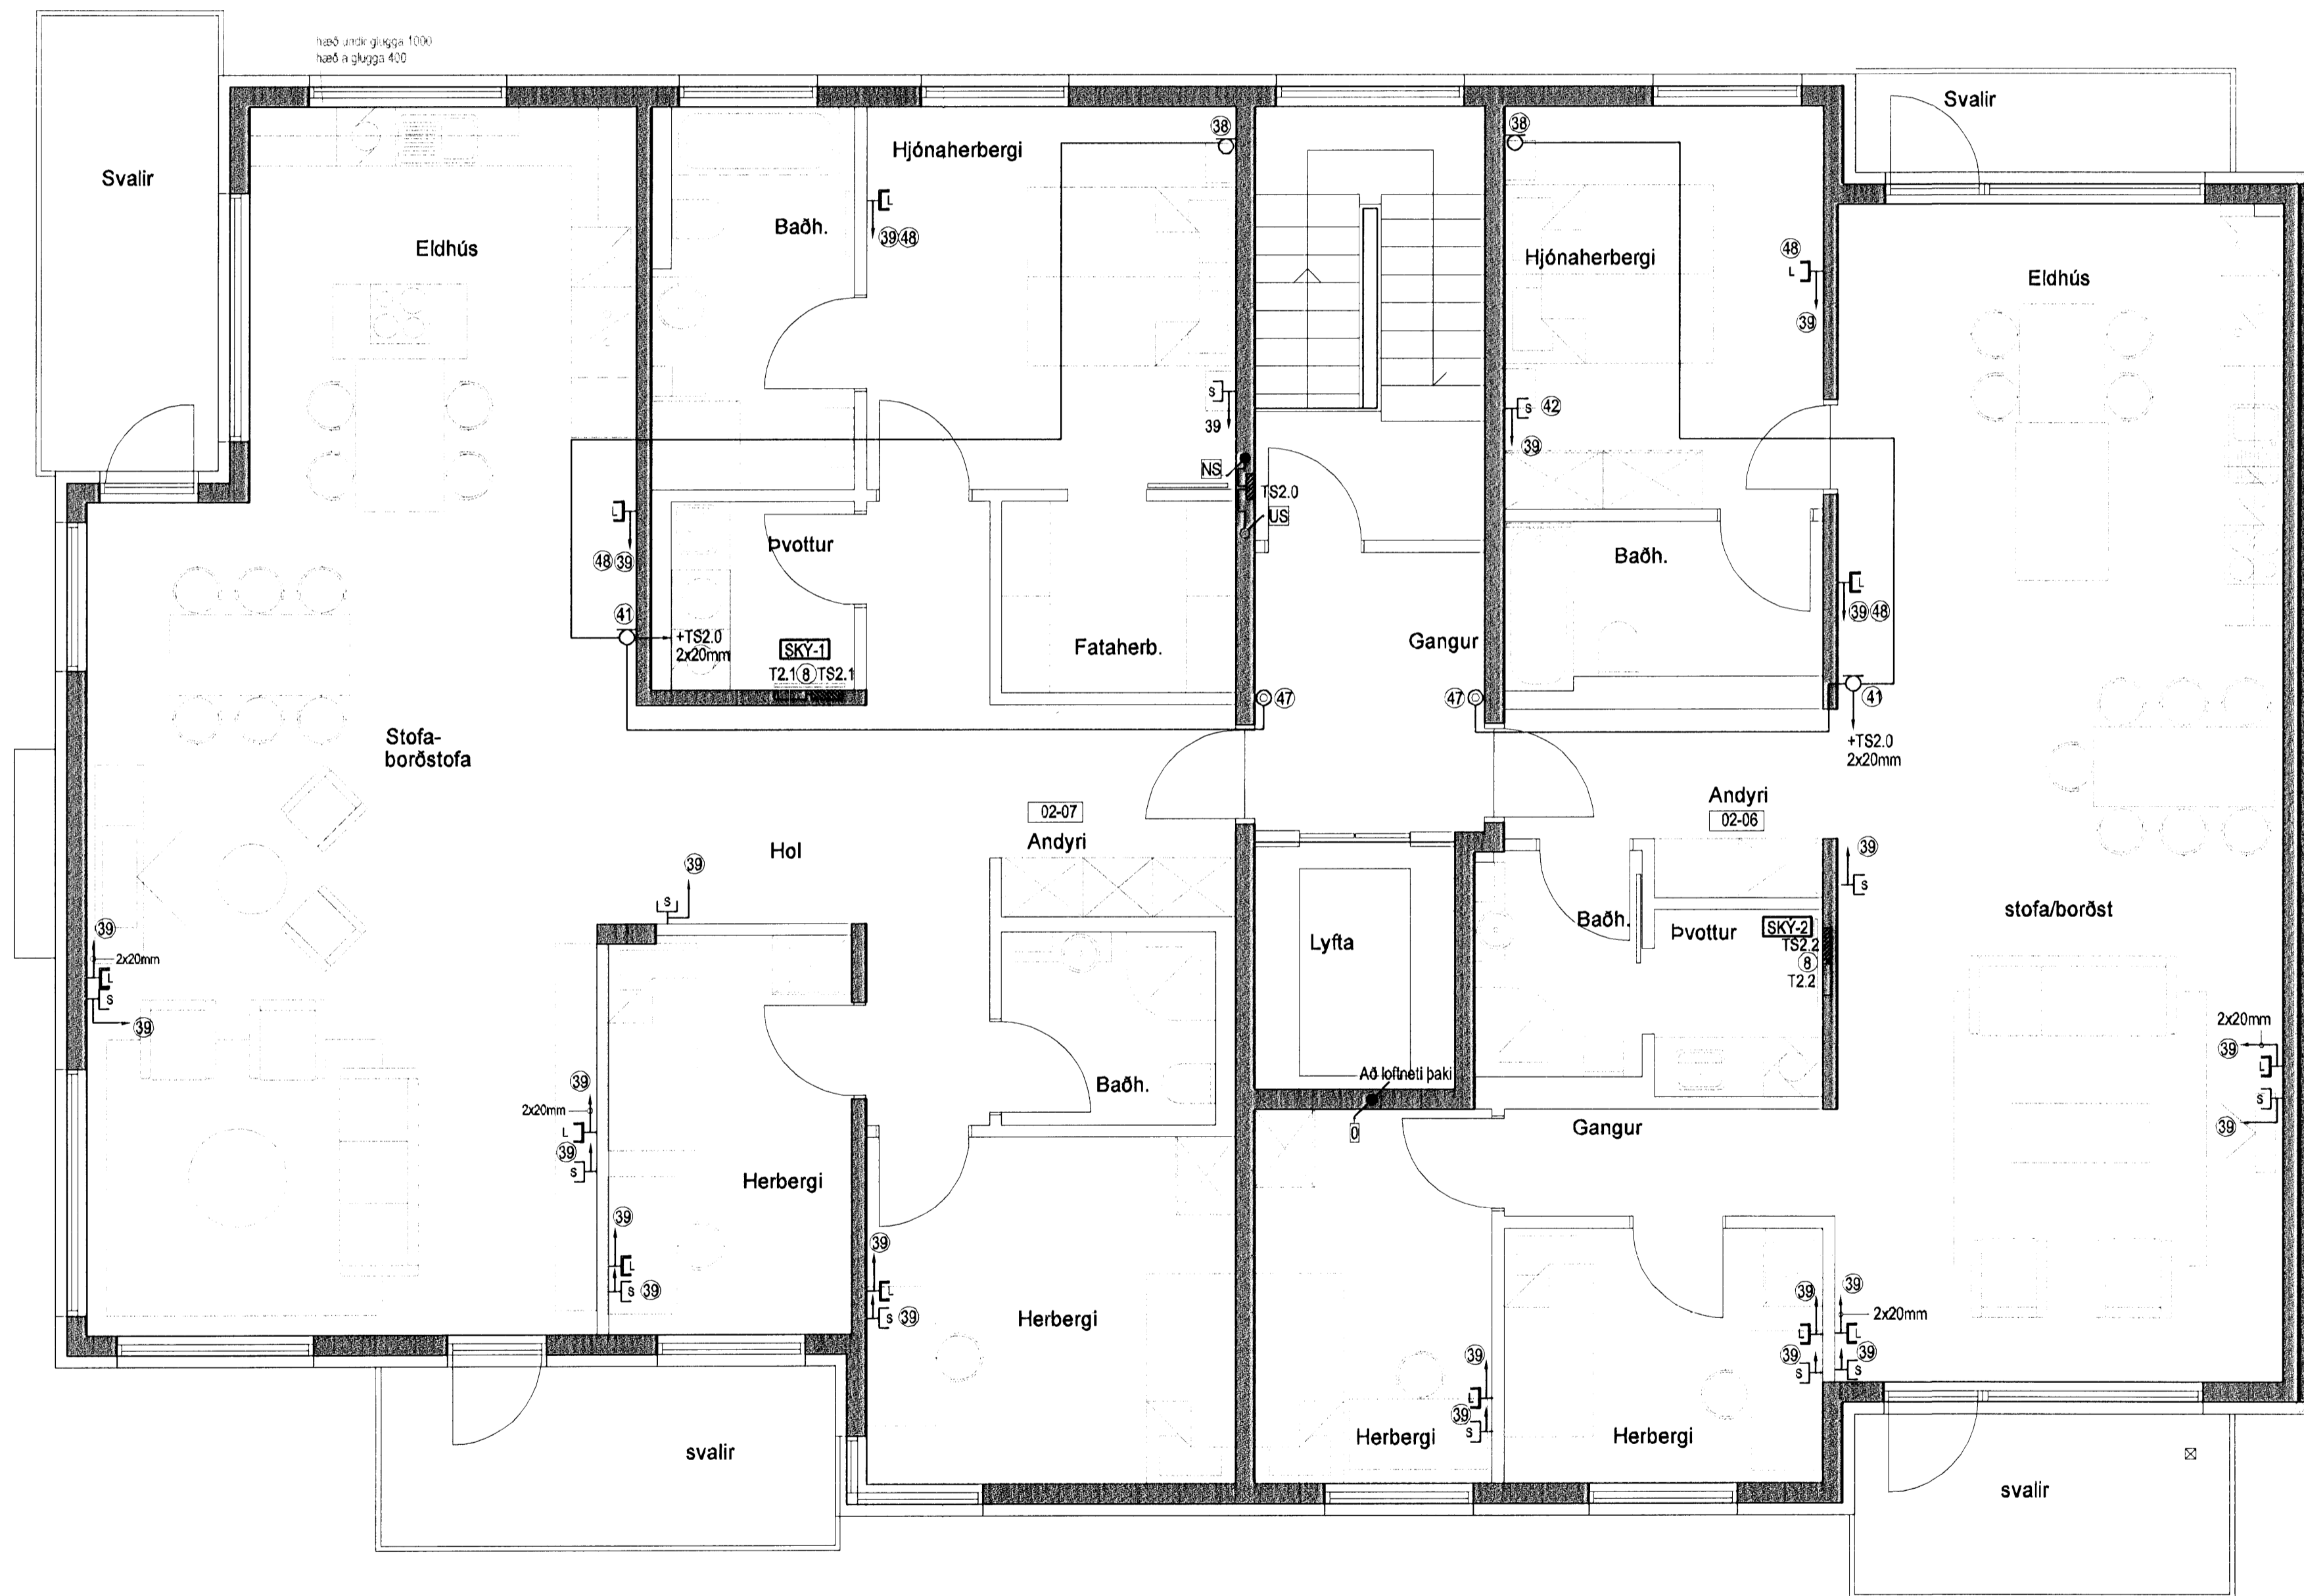 hæð undir glugga 1000
hæð á glugga 400
Svalir
Eldhús
Baðh.
Hjónaherbergi
38
L
39 48
S
39
NS
TS2.0
US
L
48 39
41
+TS2.0
2x20mm
Þvottur
SKÝ-1
T2.1 8 TS2.1
Fataherb.
47
Stofa-
borðstofa
Hol
02-07
Andyri
39
S
39
2x20mm
L
S
39
39
2x20mm
L
39
S
Herbergi
39
L
S 39
Baðh.
39
L
S 39
Herbergi
svalir
38
Hjónaherbergi
48
L
39
S 42
39
Svalir
Eldhús
Baðh.
L
39 48
Gangur
47
41
+TS2.0
2x20mm
Andyri
02-06
39
S
stofa/borðst
Lyfta
Baðh.
Þvottur
SKÝ-2
TS2.2
8
T2.2
Að loftneti þaki
0
Gangur
2x20mm
39
L
S
39
39
L
39
S
Herbergi
39
L
39
S
Herbergi
39
2x20mm
L
39
S
svalir